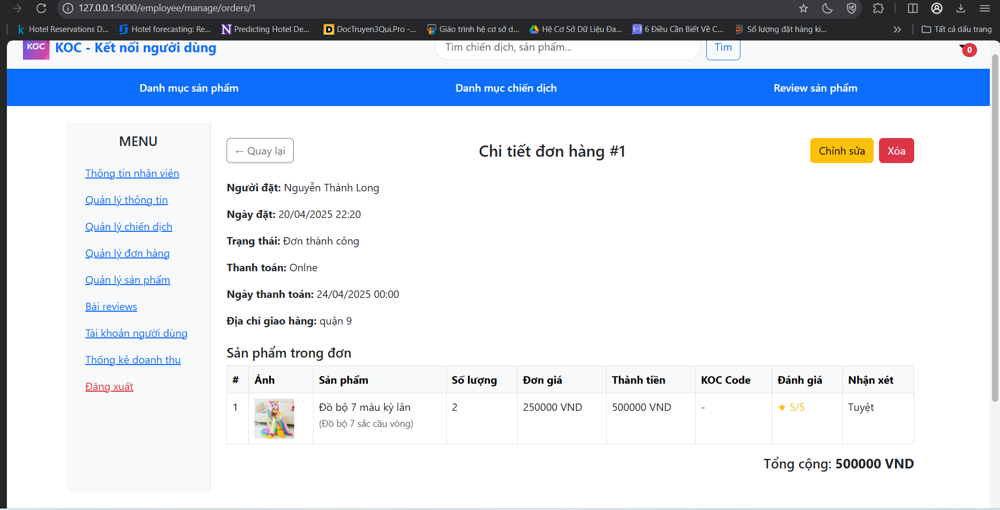 127.0.0.1:5000/employee/manage/orders/1
Hotel Reservations D... Hotel forecasting: Re... Predicting Hotel De... DocTruyen3Qui.Pro -... Giáo trình hệ cơ sở d... Hệ Cơ Sở Dữ Liệu Đa... 6 Điều Cần Biết Về C... Số lượng đặt hàng ki... Tất cả dấu trang
KOC KOC - Kết nối người dùng Tìm chiến dịch, sản phẩm... Tìm 0
Danh mục sản phẩm Danh mục chiến dịch Review sản phẩm
MENU
Thông tin nhân viên
Quản lý thông tin
Quản lý chiến dịch
Quản lý đơn hàng
Quản lý sản phẩm
Bài reviews
Tài khoản người dùng
Thống kê doanh thu
Đăng xuất
← Quay lại Chi tiết đơn hàng #1 Chỉnh sửa Xóa
Người đặt: Nguyễn Thành Long
Ngày đặt: 20/04/2025 22:20
Trạng thái: Đơn thành công
Thanh toán: Onlne
Ngày thanh toán: 24/04/2025 00:00
Địa chỉ giao hàng: quận 9
Sản phẩm trong đơn
# Ảnh Sản phẩm Số lượng Đơn giá Thành tiền KOC Code Đánh giá Nhận xét
1 Đồ bộ 7 màu kỳ lân 2 250000 VND 500000 VND - ★ 5/5 Tuyệt
(Đồ bộ 7 sắc cầu vòng)
Tổng cộng: 500000 VND